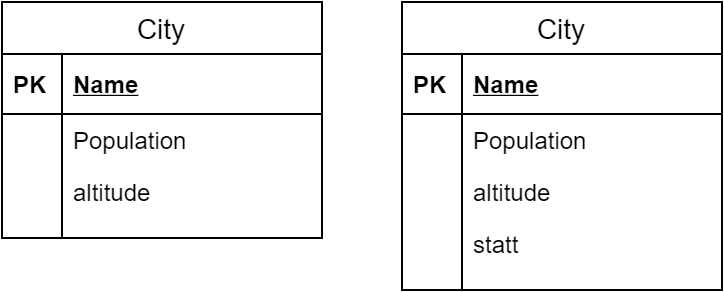 City
PK Name
Population
altitude
City
PK Name
Population
altitude
statt